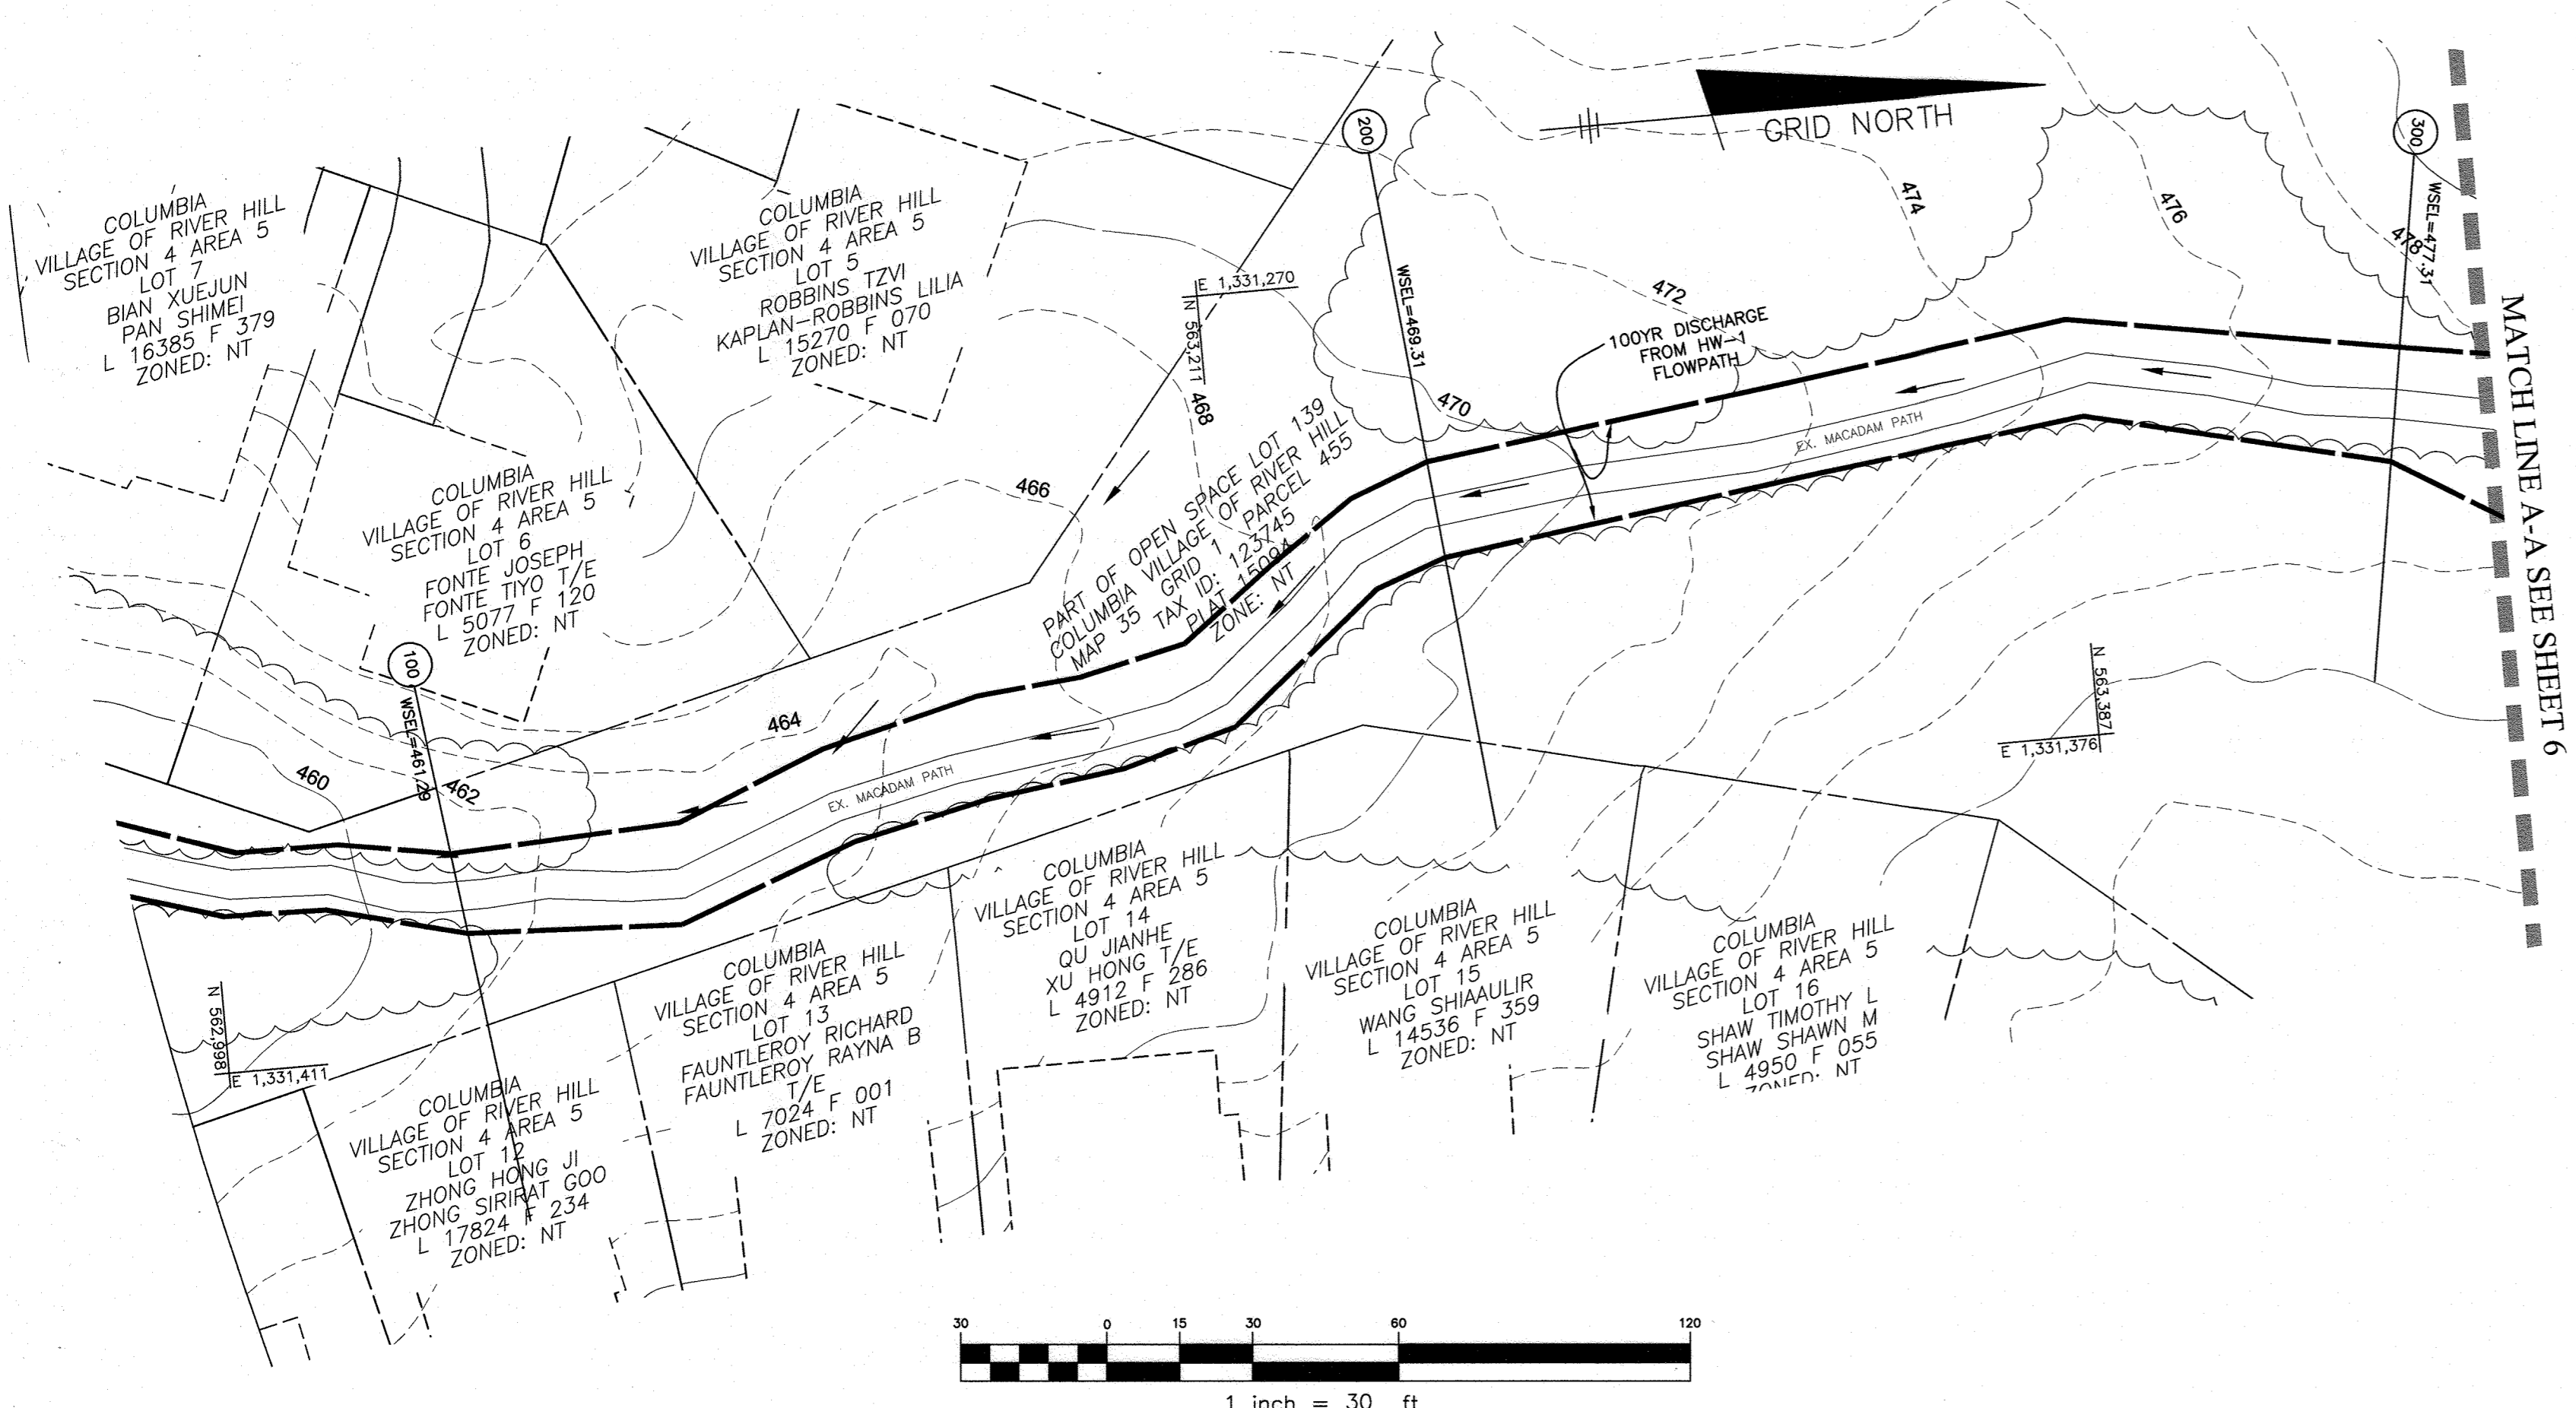 COLUMBIA
VILLAGE OF RIVER HILL
SECTION 4 AREA 5
LOT 7
BIAN XUEJUN
PAN SHIMEI
L 16385 F 379
ZONED: NT
COLUMBIA
VILLAGE OF RIVER HILL
SECTION 4 AREA 5
LOT 5
ROBBINS TZVI
KAPLAN-ROBBINS LILIA
L 15270 F 070
ZONED: NT
200
WSEL=469.31
GRID NORTH
300
WSEL=477.31
474
476
478
472
470
468
466
464
462
460
E 1,331,270
N 563,211
100YR DISCHARGE
FROM HW-1
FLOWPATH
EX. MACADAM PATH
MATCH LINE A-A SEE SHEET 6
COLUMBIA
VILLAGE OF RIVER HILL
SECTION 4 AREA 5
LOT 6
FONTE JOSEPH
FONTE TIYO T/E
L 5077 F 120
ZONED: NT
PART OF OPEN SPACE LOT 139
COLUMBIA VILLAGE OF RIVER HILL
MAP 35 GRID 1 PARCEL 455
TAX ID: 123745
PLAT 15094
ZONE: NT
100
WSEL=461.29
EX. MACADAM PATH
N 563,387
E 1,331,376
N 562,998
E 1,331,411
COLUMBIA
VILLAGE OF RIVER HILL
SECTION 4 AREA 5
LOT 12
ZHONG HONG JI
ZHONG SIRIRAT GOO
L 17824 F 234
ZONED: NT
COLUMBIA
VILLAGE OF RIVER HILL
SECTION 4 AREA 5
LOT 13
FAUNTLEROY RICHARD
FAUNTLEROY RAYNA B
T/E
L 7024 F 001
ZONED: NT
COLUMBIA
VILLAGE OF RIVER HILL
SECTION 4 AREA 5
LOT 14
QU JIANHE
XU HONG T/E
L 4912 F 286
ZONED: NT
COLUMBIA
VILLAGE OF RIVER HILL
SECTION 4 AREA 5
LOT 15
WANG SHIAAULIR
L 14536 F 359
ZONED: NT
COLUMBIA
VILLAGE OF RIVER HILL
SECTION 4 AREA 5
LOT 16
SHAW TIMOTHY L
SHAW SHAWN M
L 4950 F 055
ZONED: NT
30 0 15 30 60 120
1 inch = 30 ft